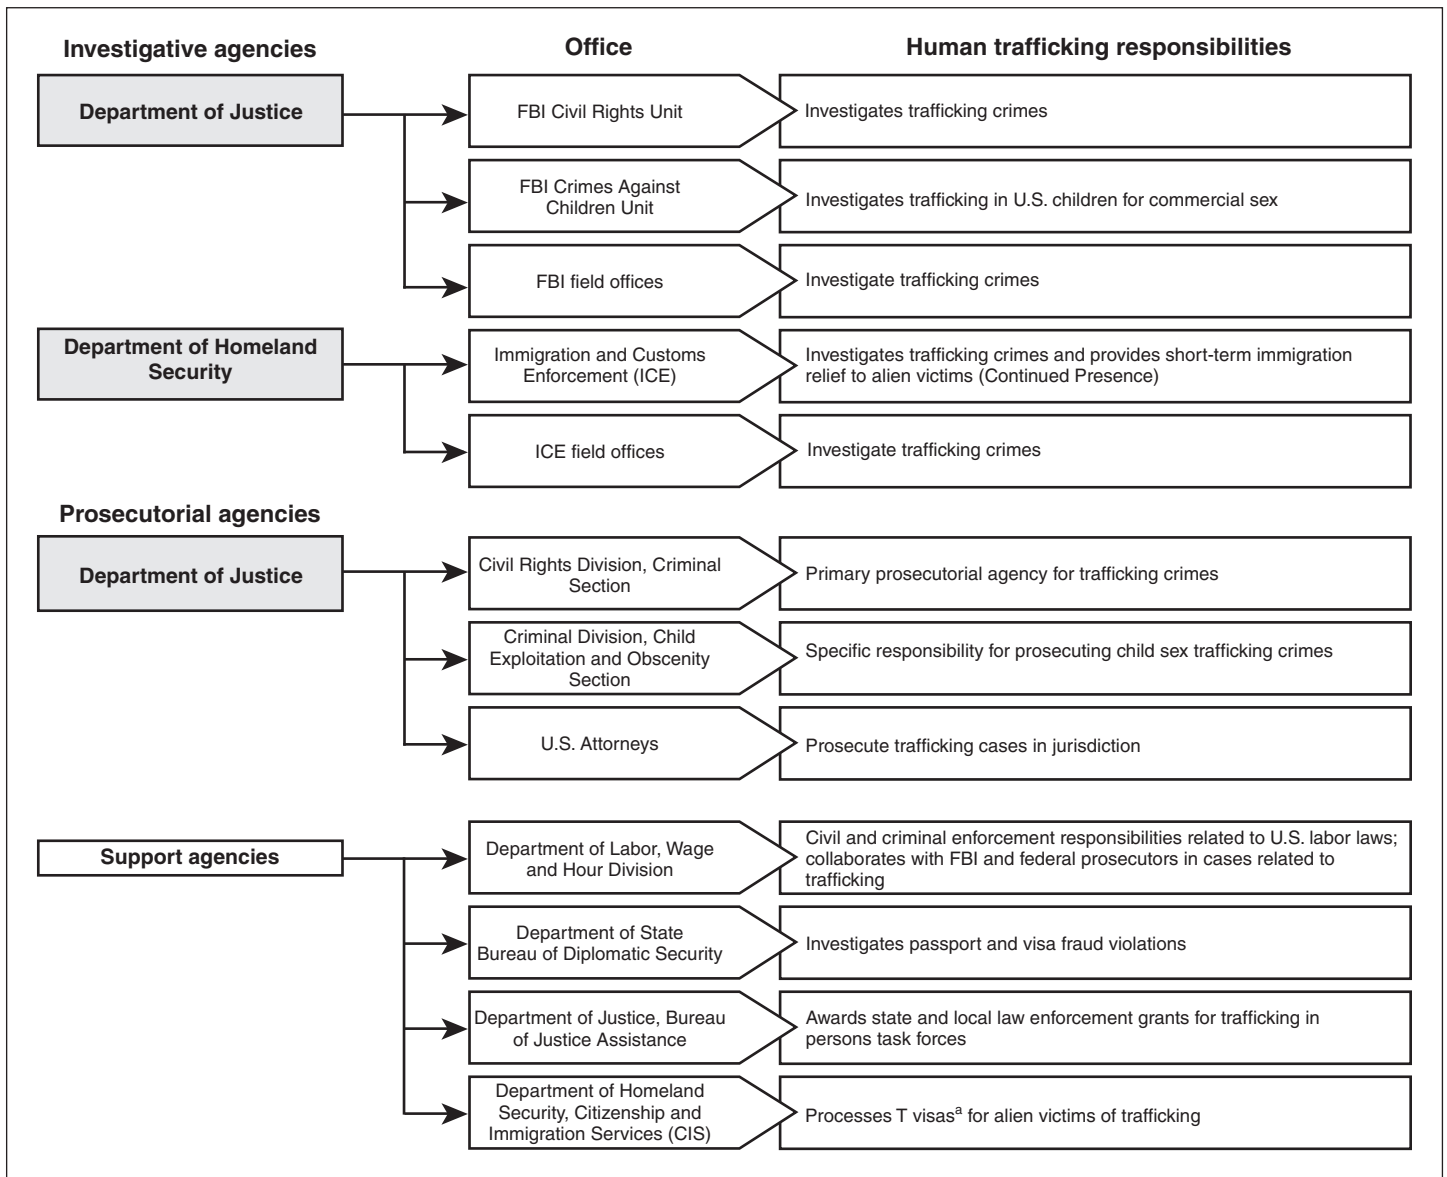 Investigative agencies
Office
Human trafficking responsibilities
Department of Justice
FBI Civil Rights Unit
Investigates trafficking crimes
FBI Crimes Against
Children Unit
Investigates trafficking in U.S. children for commercial sex
FBI field offices
Investigate trafficking crimes
Department of Homeland
Security
Immigration and Customs
Enforcement (ICE)
Investigates trafficking crimes and provides short-term immigration
relief to alien victims (Continued Presence)
ICE field offices
Investigate trafficking crimes
Prosecutorial agencies
Department of Justice
Civil Rights Division, Criminal
Section
Primary prosecutorial agency for trafficking crimes
Criminal Division, Child
Exploitation and Obscenity
Section
Specific responsibility for prosecuting child sex trafficking crimes
U.S. Attorneys
Prosecute trafficking cases in jurisdiction
Support agencies
Department of Labor, Wage
and Hour Division
Civil and criminal enforcement responsibilities related to U.S. labor laws;
collaborates with FBI and federal prosecutors in cases related to
trafficking
Department of State
Bureau of Diplomatic Security
Investigates passport and visa fraud violations
Department of Justice, Bureau
of Justice Assistance
Awards state and local law enforcement grants for trafficking in
persons task forces
Department of Homeland
Security, Citizenship and
Immigration Services (CIS)
Processes T visasª for alien victims of trafficking